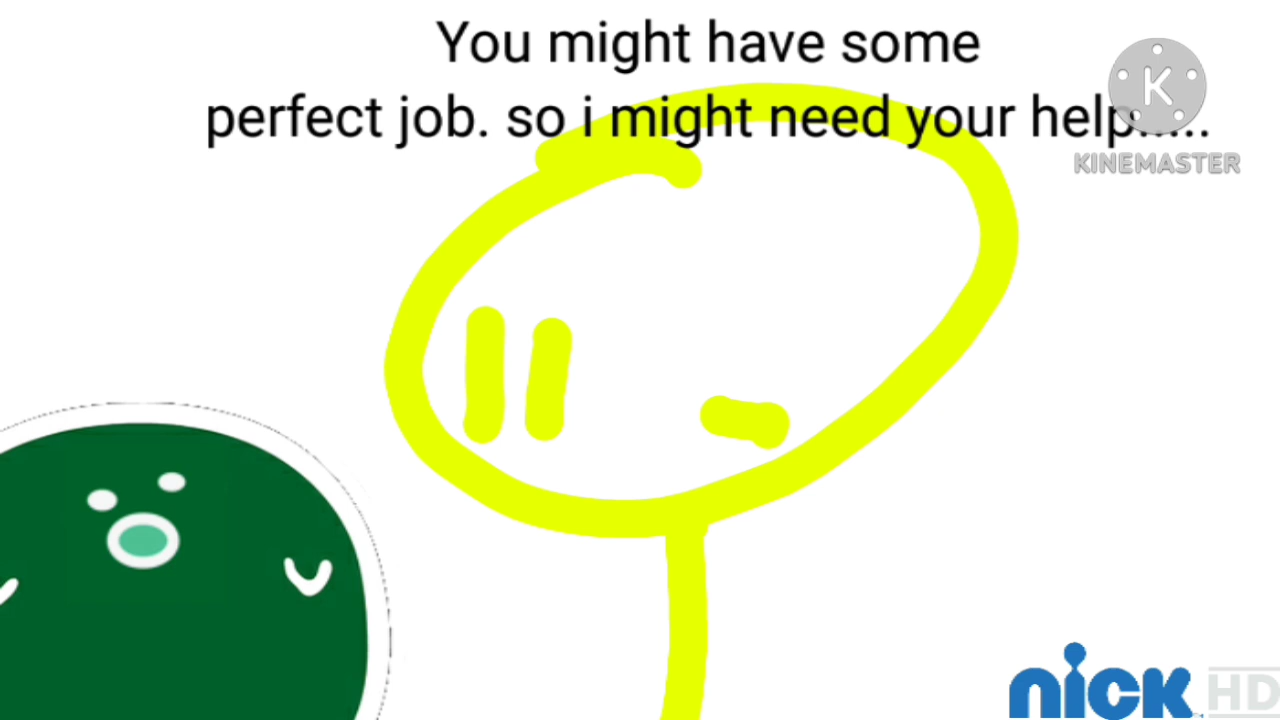 You might have some
perfect job. so i might need your help.....
K
KINEMASTER
nick HD